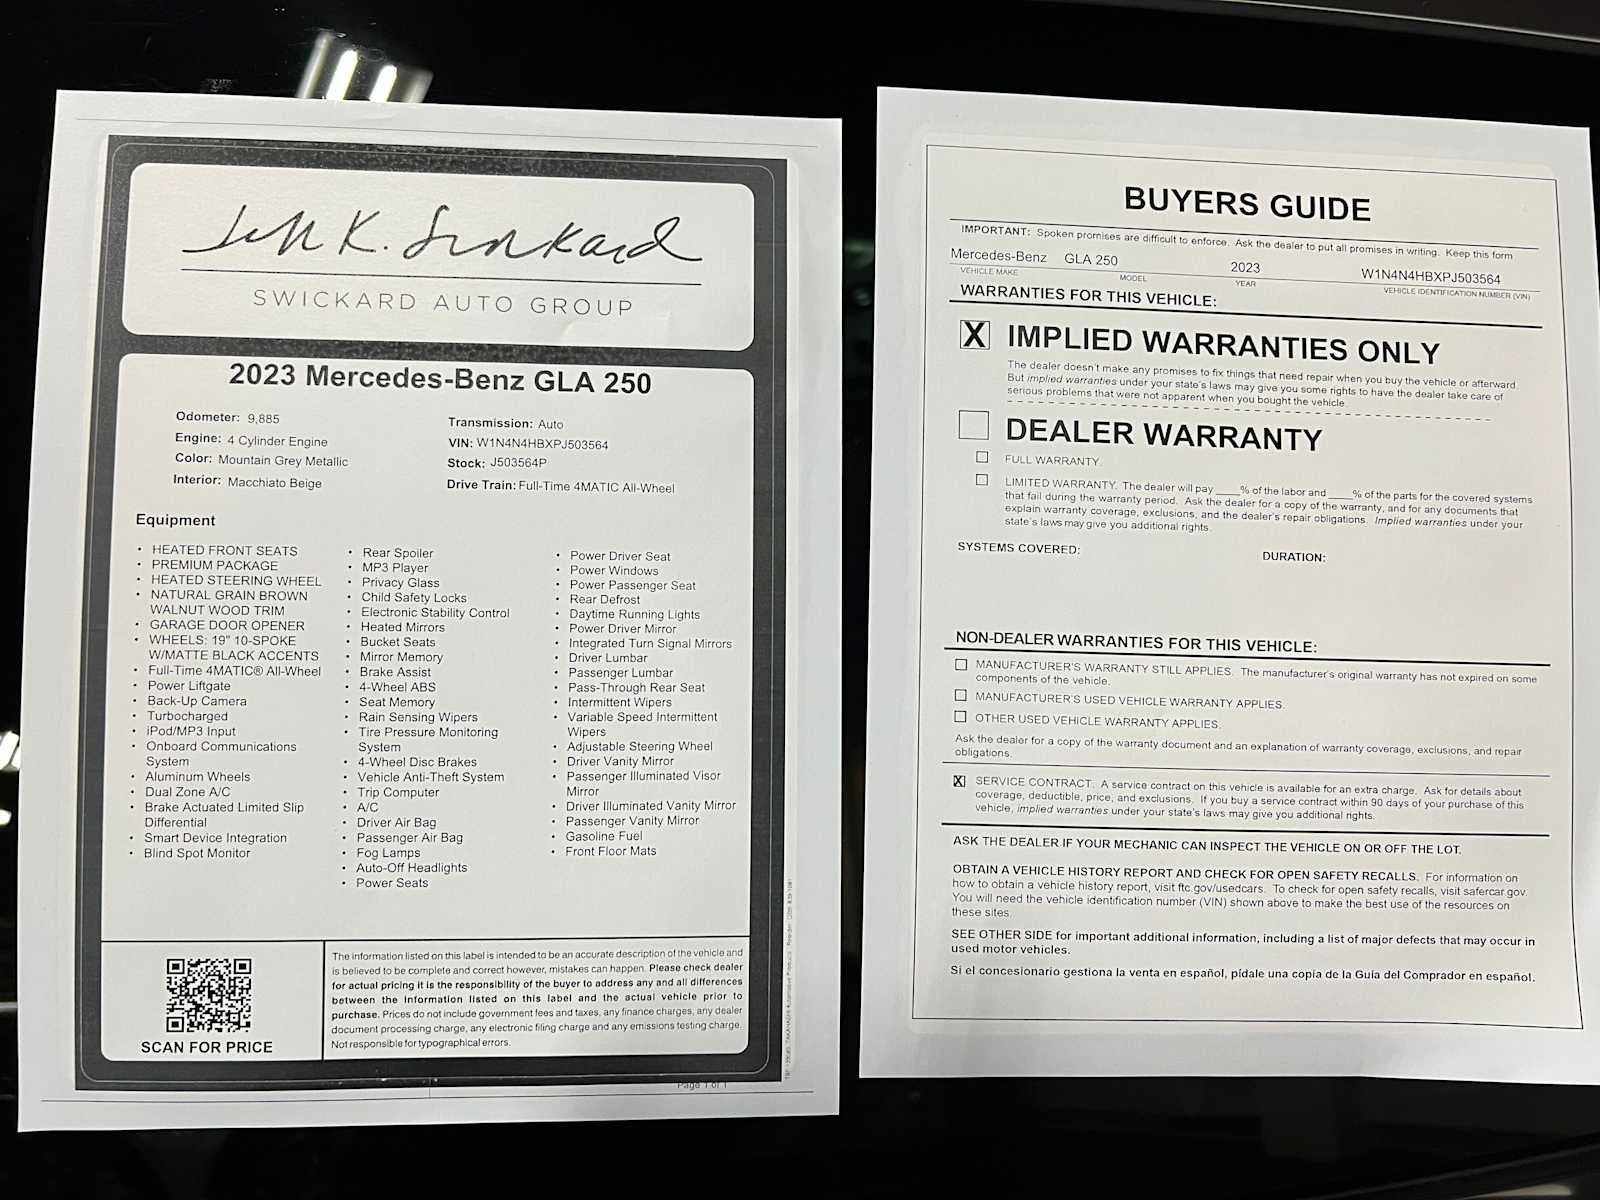 Jeff K. Swickard
SWICKARD AUTO GROUP
2023 Mercedes-Benz GLA 250
Odometer: 9,885
Engine: 4 Cylinder Engine
Color: Mountain Grey Metallic
Interior: Macchiato Beige
Transmission: Auto
VIN: W1N4N4HBXPJ503564
Stock: J503564P
Drive Train: Full-Time 4MATIC All-Wheel
Equipment
• HEATED FRONT SEATS
• PREMIUM PACKAGE
• HEATED STEERING WHEEL
• NATURAL GRAIN BROWN
WALNUT WOOD TRIM
• GARAGE DOOR OPENER
• WHEELS: 19" 10-SPOKE
W/MATTE BLACK ACCENTS
• Full-Time 4MATIC® All-Wheel
• Power Liftgate
• Back-Up Camera
• Turbocharged
• iPod/MP3 Input
• Onboard Communications
System
• Aluminum Wheels
• Dual Zone A/C
• Brake Actuated Limited Slip
Differential
• Smart Device Integration
• Blind Spot Monitor
• Rear Spoiler
• MP3 Player
• Privacy Glass
• Child Safety Locks
• Electronic Stability Control
• Heated Mirrors
• Bucket Seats
• Mirror Memory
• Brake Assist
• 4-Wheel ABS
• Seat Memory
• Rain Sensing Wipers
• Tire Pressure Monitoring
System
• 4-Wheel Disc Brakes
• Vehicle Anti-Theft System
• Trip Computer
• A/C
• Driver Air Bag
• Passenger Air Bag
• Fog Lamps
• Auto-Off Headlights
• Power Seats
• Power Driver Seat
• Power Windows
• Power Passenger Seat
• Rear Defrost
• Daytime Running Lights
• Power Driver Mirror
• Integrated Turn Signal Mirrors
• Driver Lumbar
• Passenger Lumbar
• Pass-Through Rear Seat
• Intermittent Wipers
• Variable Speed Intermittent
Wipers
• Adjustable Steering Wheel
• Driver Vanity Mirror
• Passenger Illuminated Visor
Mirror
• Driver Illuminated Vanity Mirror
• Passenger Vanity Mirror
• Gasoline Fuel
• Front Floor Mats
SCAN FOR PRICE
The information listed on this label is intended to be an accurate description of the vehicle and
is believed to be complete and correct however, mistakes can happen. Please check dealer
for actual pricing it is the responsibility of the buyer to address any and all differences
between the information listed on this label and the actual vehicle prior to
purchase. Prices do not include government fees and taxes, any finance charges, any dealer
document processing charge, any electronic filing charge and any emissions testing charge.
Not responsible for typographical errors.
Page 1 of 1
BUYERS GUIDE
IMPORTANT: Spoken promises are difficult to enforce. Ask the dealer to put all promises in writing. Keep this form
Mercedes-Benz GLA 250 2023 W1N4N4HBXPJ503564
VEHICLE MAKE MODEL YEAR VEHICLE IDENTIFICATION NUMBER (VIN)
WARRANTIES FOR THIS VEHICLE:
X IMPLIED WARRANTIES ONLY
The dealer doesn't make any promises to fix things that need repair when you buy the vehicle or afterward.
But implied warranties under your state's laws may give you some rights to have the dealer take care of
serious problems that were not apparent when you bought the vehicle.
DEALER WARRANTY
FULL WARRANTY.
LIMITED WARRANTY. The dealer will pay ____% of the labor and ____% of the parts for the covered systems
that fail during the warranty period. Ask the dealer for a copy of the warranty, and for any documents that
explain warranty coverage, exclusions, and the dealer's repair obligations. Implied warranties under your
state's laws may give you additional rights.
SYSTEMS COVERED: DURATION:
NON-DEALER WARRANTIES FOR THIS VEHICLE:
MANUFACTURER'S WARRANTY STILL APPLIES. The manufacturer's original warranty has not expired on some
components of the vehicle.
MANUFACTURER'S USED VEHICLE WARRANTY APPLIES.
OTHER USED VEHICLE WARRANTY APPLIES.
Ask the dealer for a copy of the warranty document and an explanation of warranty coverage, exclusions, and repair
obligations.
X SERVICE CONTRACT. A service contract on this vehicle is available for an extra charge. Ask for details about
coverage, deductible, price, and exclusions. If you buy a service contract within 90 days of your purchase of this
vehicle, implied warranties under your state's laws may give you additional rights.
ASK THE DEALER IF YOUR MECHANIC CAN INSPECT THE VEHICLE ON OR OFF THE LOT.
OBTAIN A VEHICLE HISTORY REPORT AND CHECK FOR OPEN SAFETY RECALLS. For information on
how to obtain a vehicle history report, visit ftc.gov/usedcars. To check for open safety recalls, visit safercar.gov.
You will need the vehicle identification number (VIN) shown above to make the best use of the resources on
these sites.
SEE OTHER SIDE for important additional information, including a list of major defects that may occur in
used motor vehicles.
Si el concesionario gestiona la venta en español, pídale una copia de la Guía del Comprador en español.